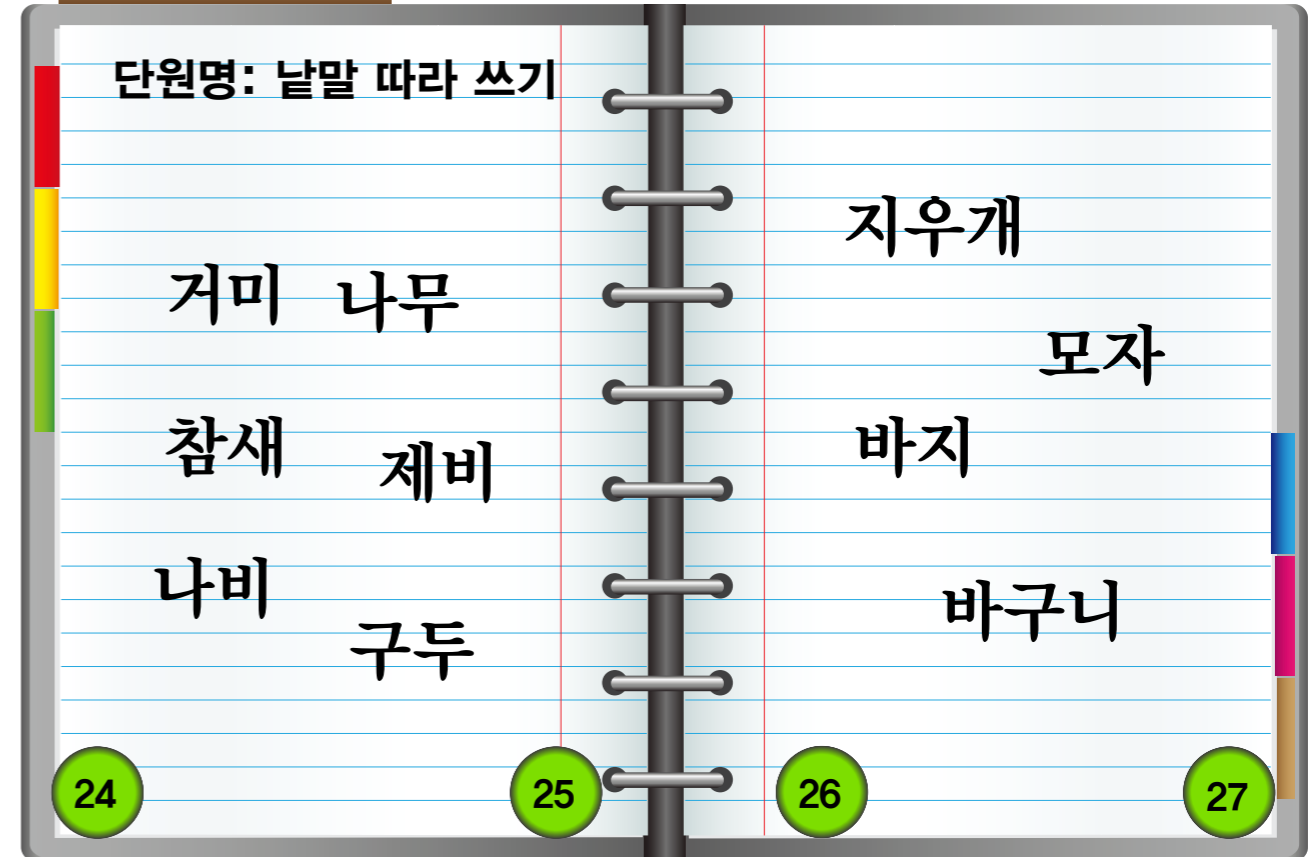 단원명: 낱말 따라 쓰기
거미 나무
참새 제비
나비
구두
24 25
지우개
모자
바지
바구니
26 27